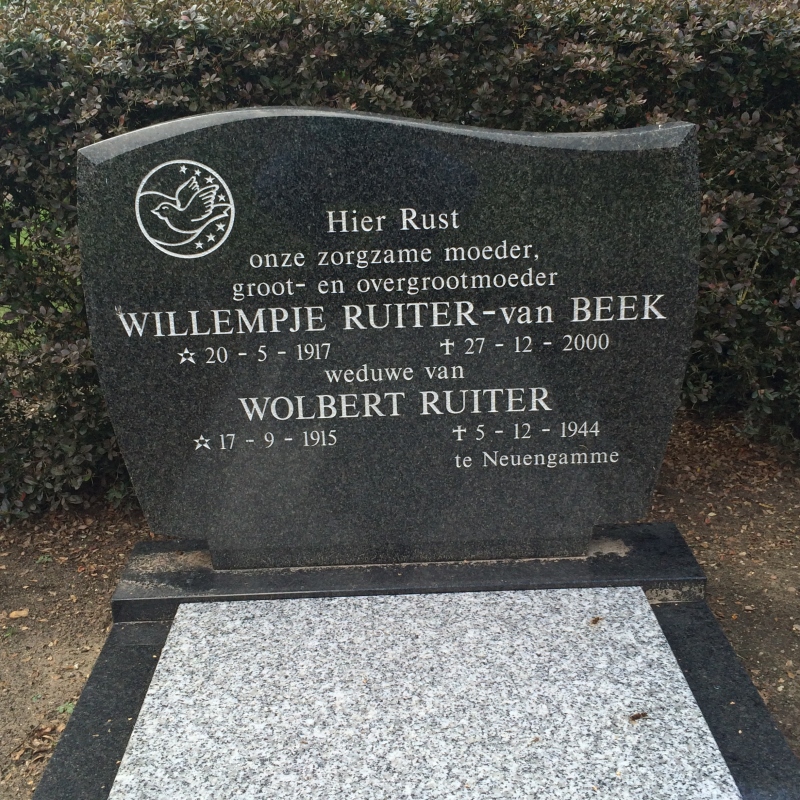 Hier Rust
onze zorgzame moeder,
groot- en overgrootmoeder
WILLEMPJE RUITER-van BEEK
☆ 20 - 5 - 1917 ✝ 27 - 12 - 2000
weduwe van
WOLBERT RUITER
☆ 17 - 9 - 1915 ✝ 5 - 12 - 1944
te Neuengamme